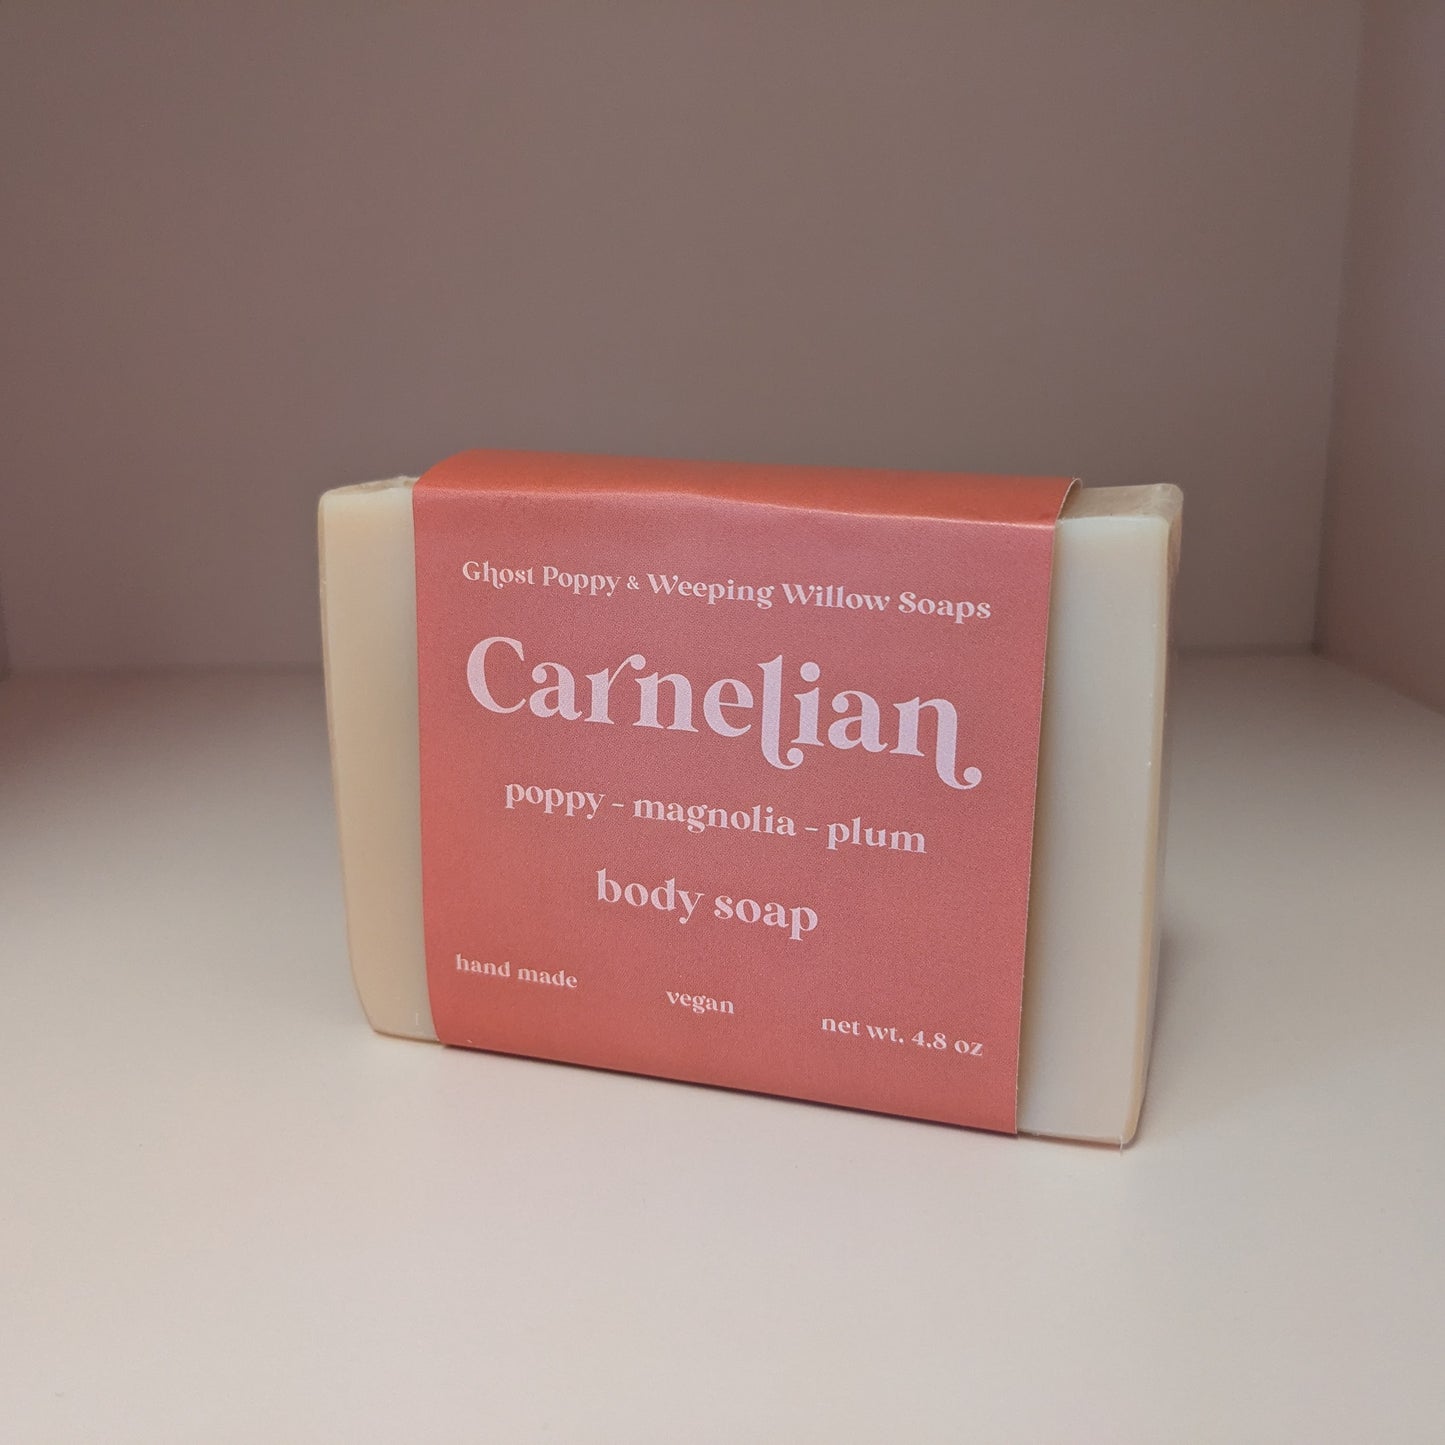 Ghost Poppy & Weeping Willow Soaps
Carnelian
poppy - magnolia - plum
body soap
hand made
vegan
net wt. 4.8 oz